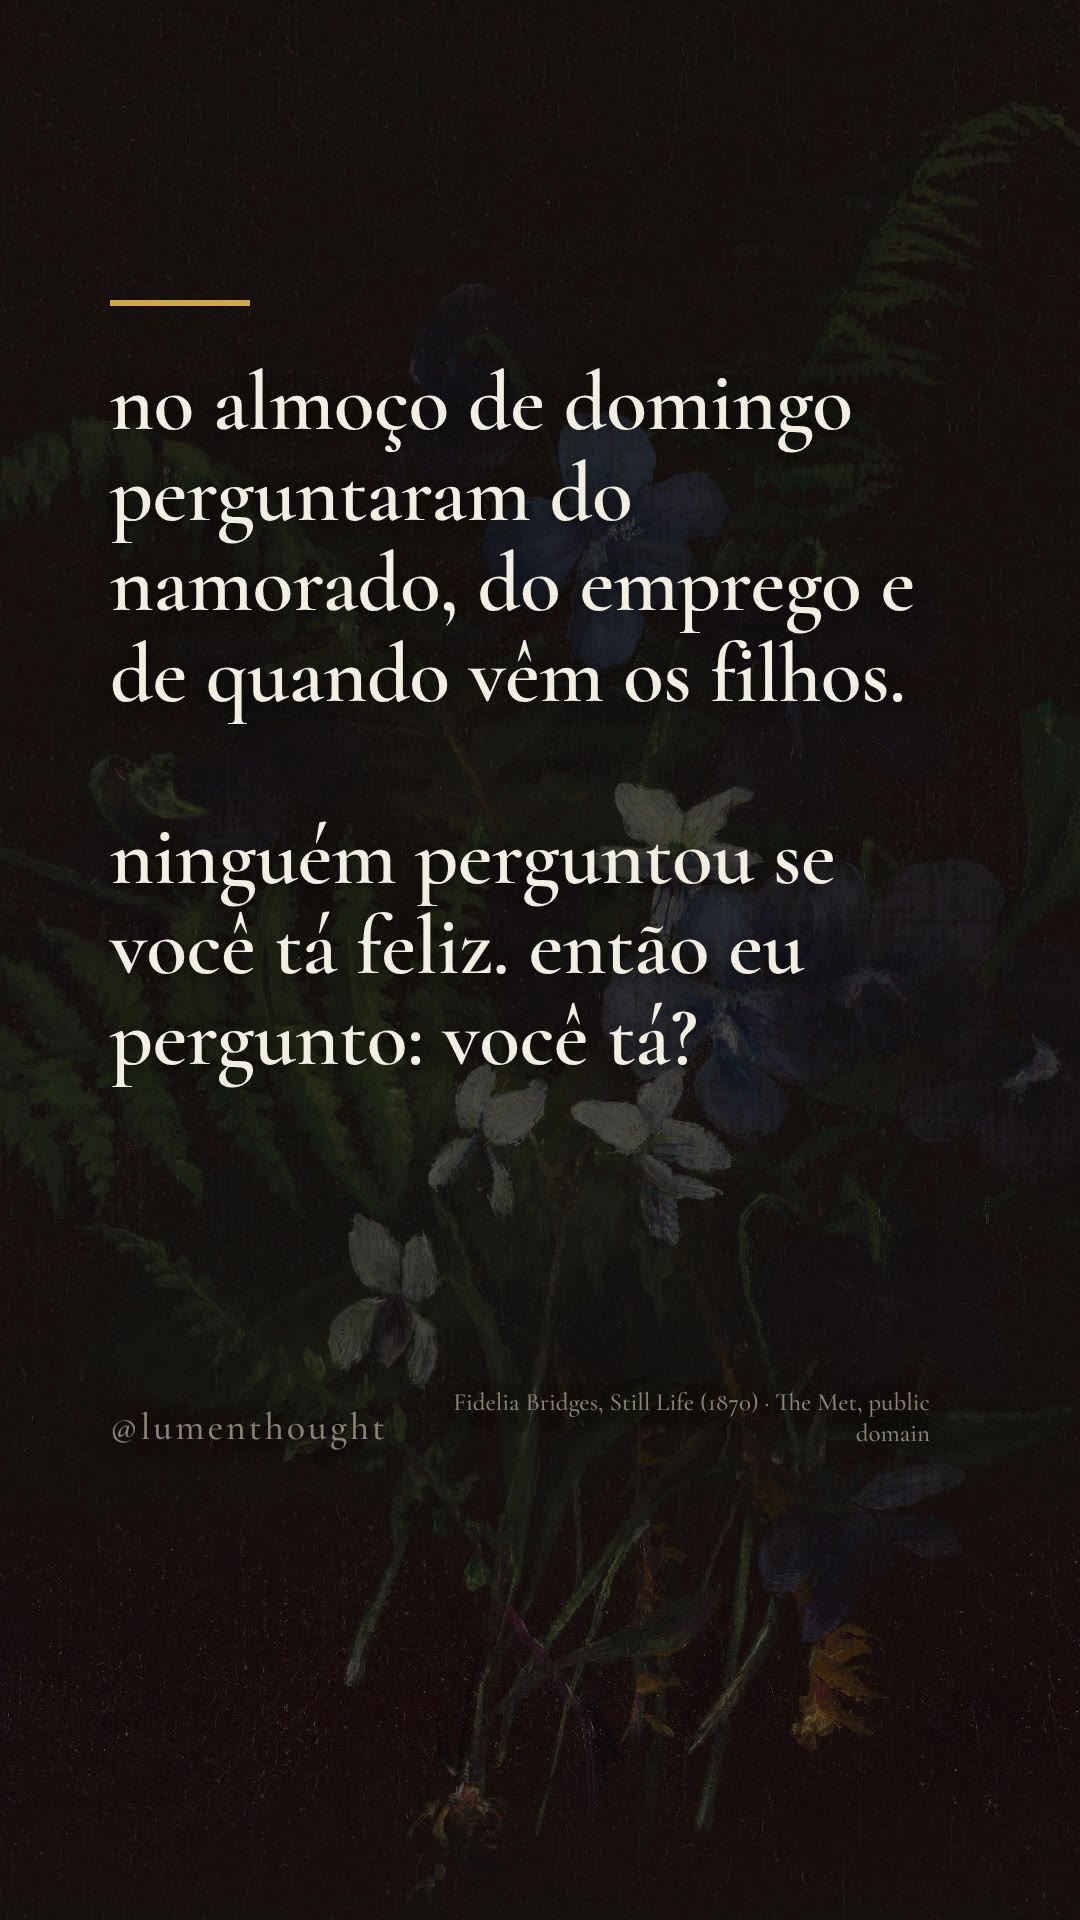 no almoço de domingo
perguntaram do
namorado, do emprego e
de quando vêm os filhos.
ninguém perguntou se
você tá feliz. então eu
pergunto: você tá?
@lumenthought
Fidelia Bridges, Still Life (1870) · The Met, public
domain